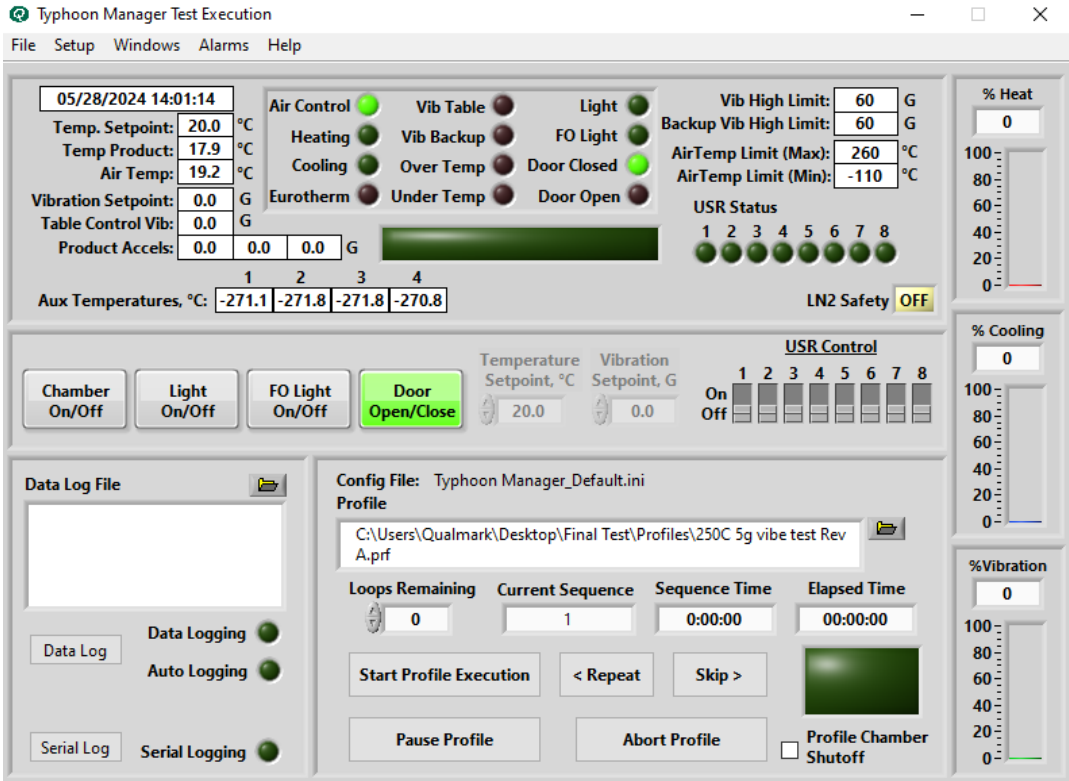 Typhoon Manager Test Execution
File Setup Windows Alarms Help
05/28/2024 14:01:14
Temp. Setpoint: 20.0 °C
Temp Product: 17.9 °C
Air Temp: 19.2 °C
Vibration Setpoint: 0.0 G
Table Control Vib: 0.0 G
Product Accels: 0.0 0.0 0.0 G
1 2 3 4
Aux Temperatures, °C: -271.1 -271.8 -271.8 -270.8
Air Control Vib Table Light
Heating Vib Backup FO Light
Cooling Over Temp Door Closed
Eurotherm Under Temp Door Open
Vib High Limit: 60 G
Backup Vib High Limit: 60 G
AirTemp Limit (Max): 260 °C
AirTemp Limit (Min): -110 °C
USR Status
1 2 3 4 5 6 7 8
LN2 Safety OFF
% Heat
0
100
80
60
40
20
0
Chamber
On/Off
Light
On/Off
FO Light
On/Off
Door
Open/Close
Temperature
Setpoint, °C
20.0
Vibration
Setpoint, G
0.0
USR Control
1 2 3 4 5 6 7 8
On
Off
% Cooling
0
100
80
60
40
20
0
Data Log File
Data Log
Data Logging
Auto Logging
Serial Log
Serial Logging
Config File: Typhoon Manager_Default.ini
Profile
C:\Users\Qualmark\Desktop\Final Test\Profiles\250C 5g vibe test Rev
A.prf
Loops Remaining Current Sequence Sequence Time Elapsed Time
0 1 0:00:00 00:00:00
Start Profile Execution < Repeat Skip >
Pause Profile Abort Profile
Profile Chamber
Shutoff
%Vibration
0
100
80
60
40
20
0